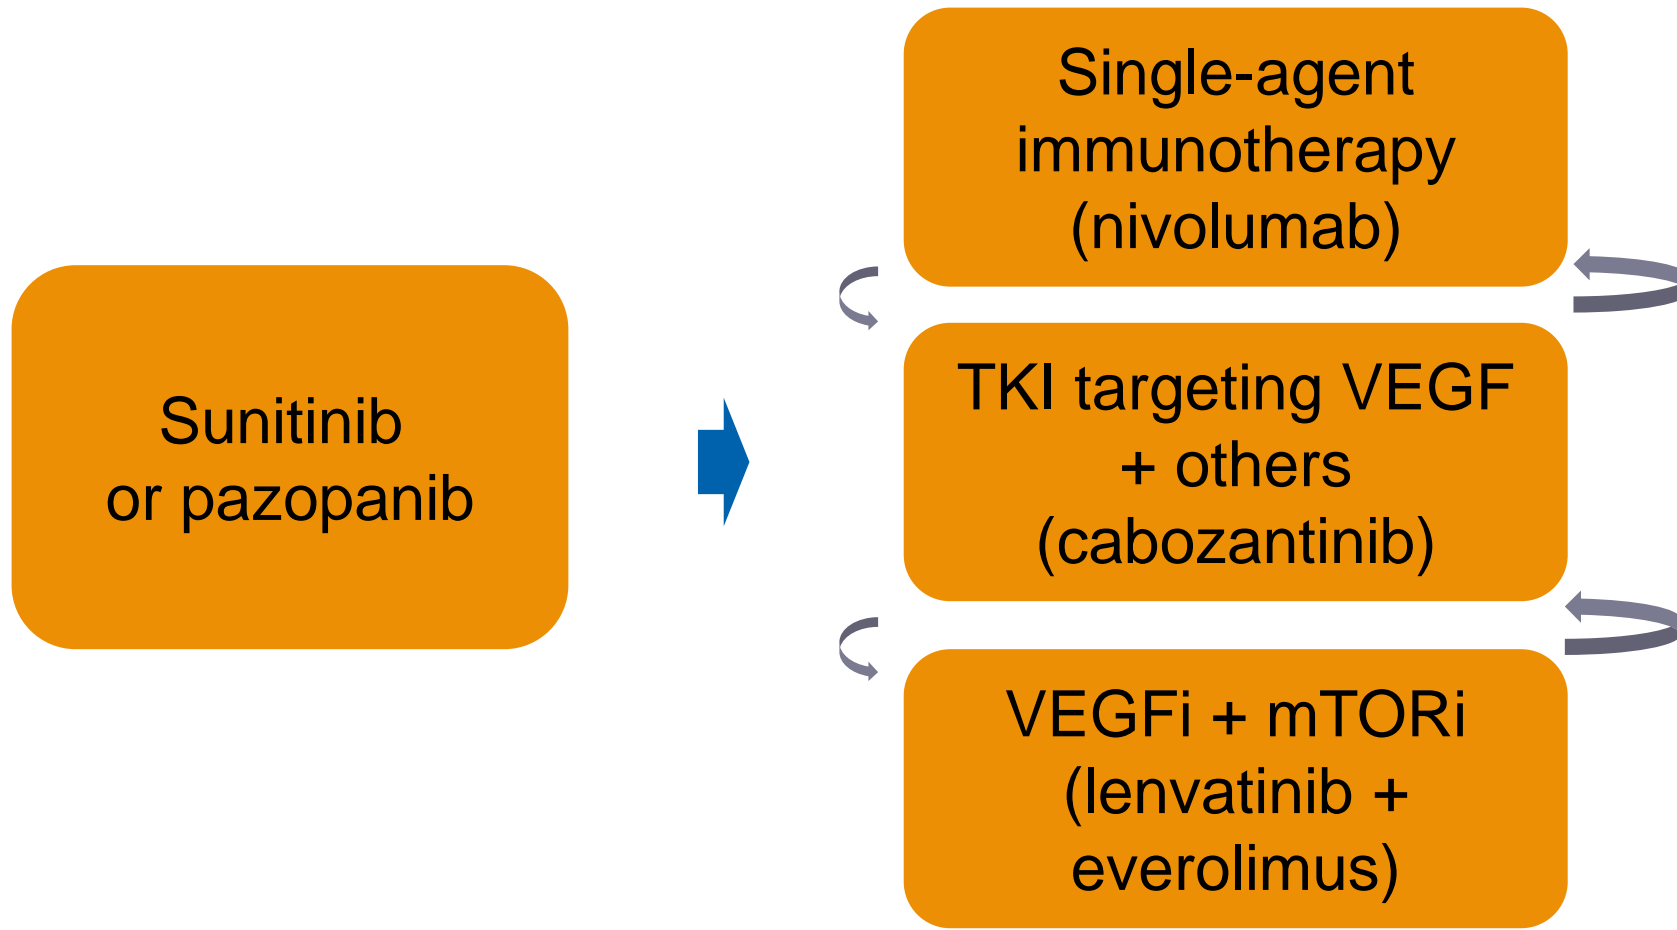 Sunitinib
or pazopanib
Single-agent
immunotherapy
(nivolumab)
TKI targeting VEGF
+ others
(cabozantinib)
VEGFi + mTORi
(lenvatinib +
everolimus)